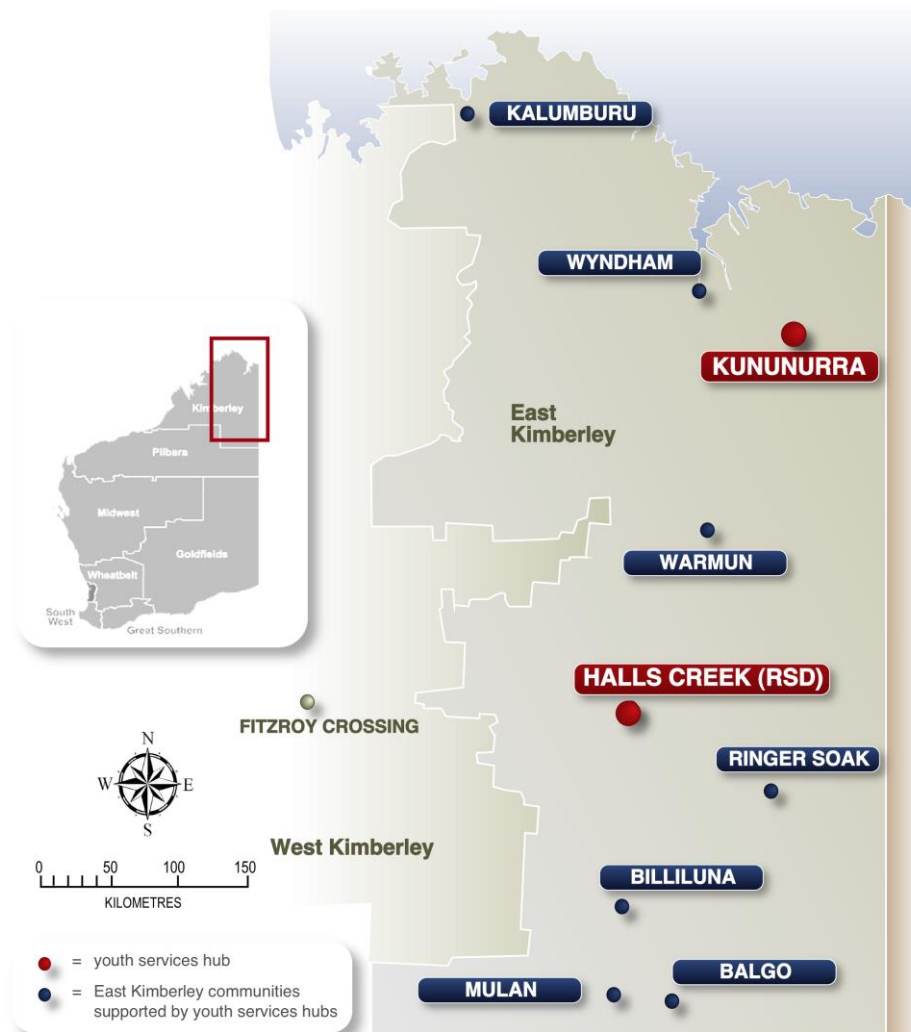 KALUMBURU
WYNDHAM
KUNUNURRA
East
Kimberley
Kimberley
Pilbara
Midwest
Goldfields
Wheatbelt
South
West
Great Southern
WARMUN
HALLS CREEK (RSD)
FITZROY CROSSING
RINGER SOAK
N
W
E
S
West Kimberley
0 50 100 150
KILOMETRES
BILLILUNA
BALGO
MULAN
= youth services hub
= East Kimberley communities
supported by youth services hubs